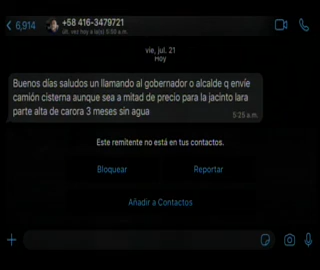 6,914
+58 416-3479721
últ. vez hoy a la(s) 5:30 a.m.
vie, jul. 21
Hoy
Buenos días saludos un llamando al gobernador o alcalde q envíe
camión cisterna aunque sea a mitad de precio para la jacinto lara
parte alta de carora 3 meses sin agua
5:25 a.m.
Este remitente no está en tus contactos.
Bloquear
Reportar
Añadir a Contactos